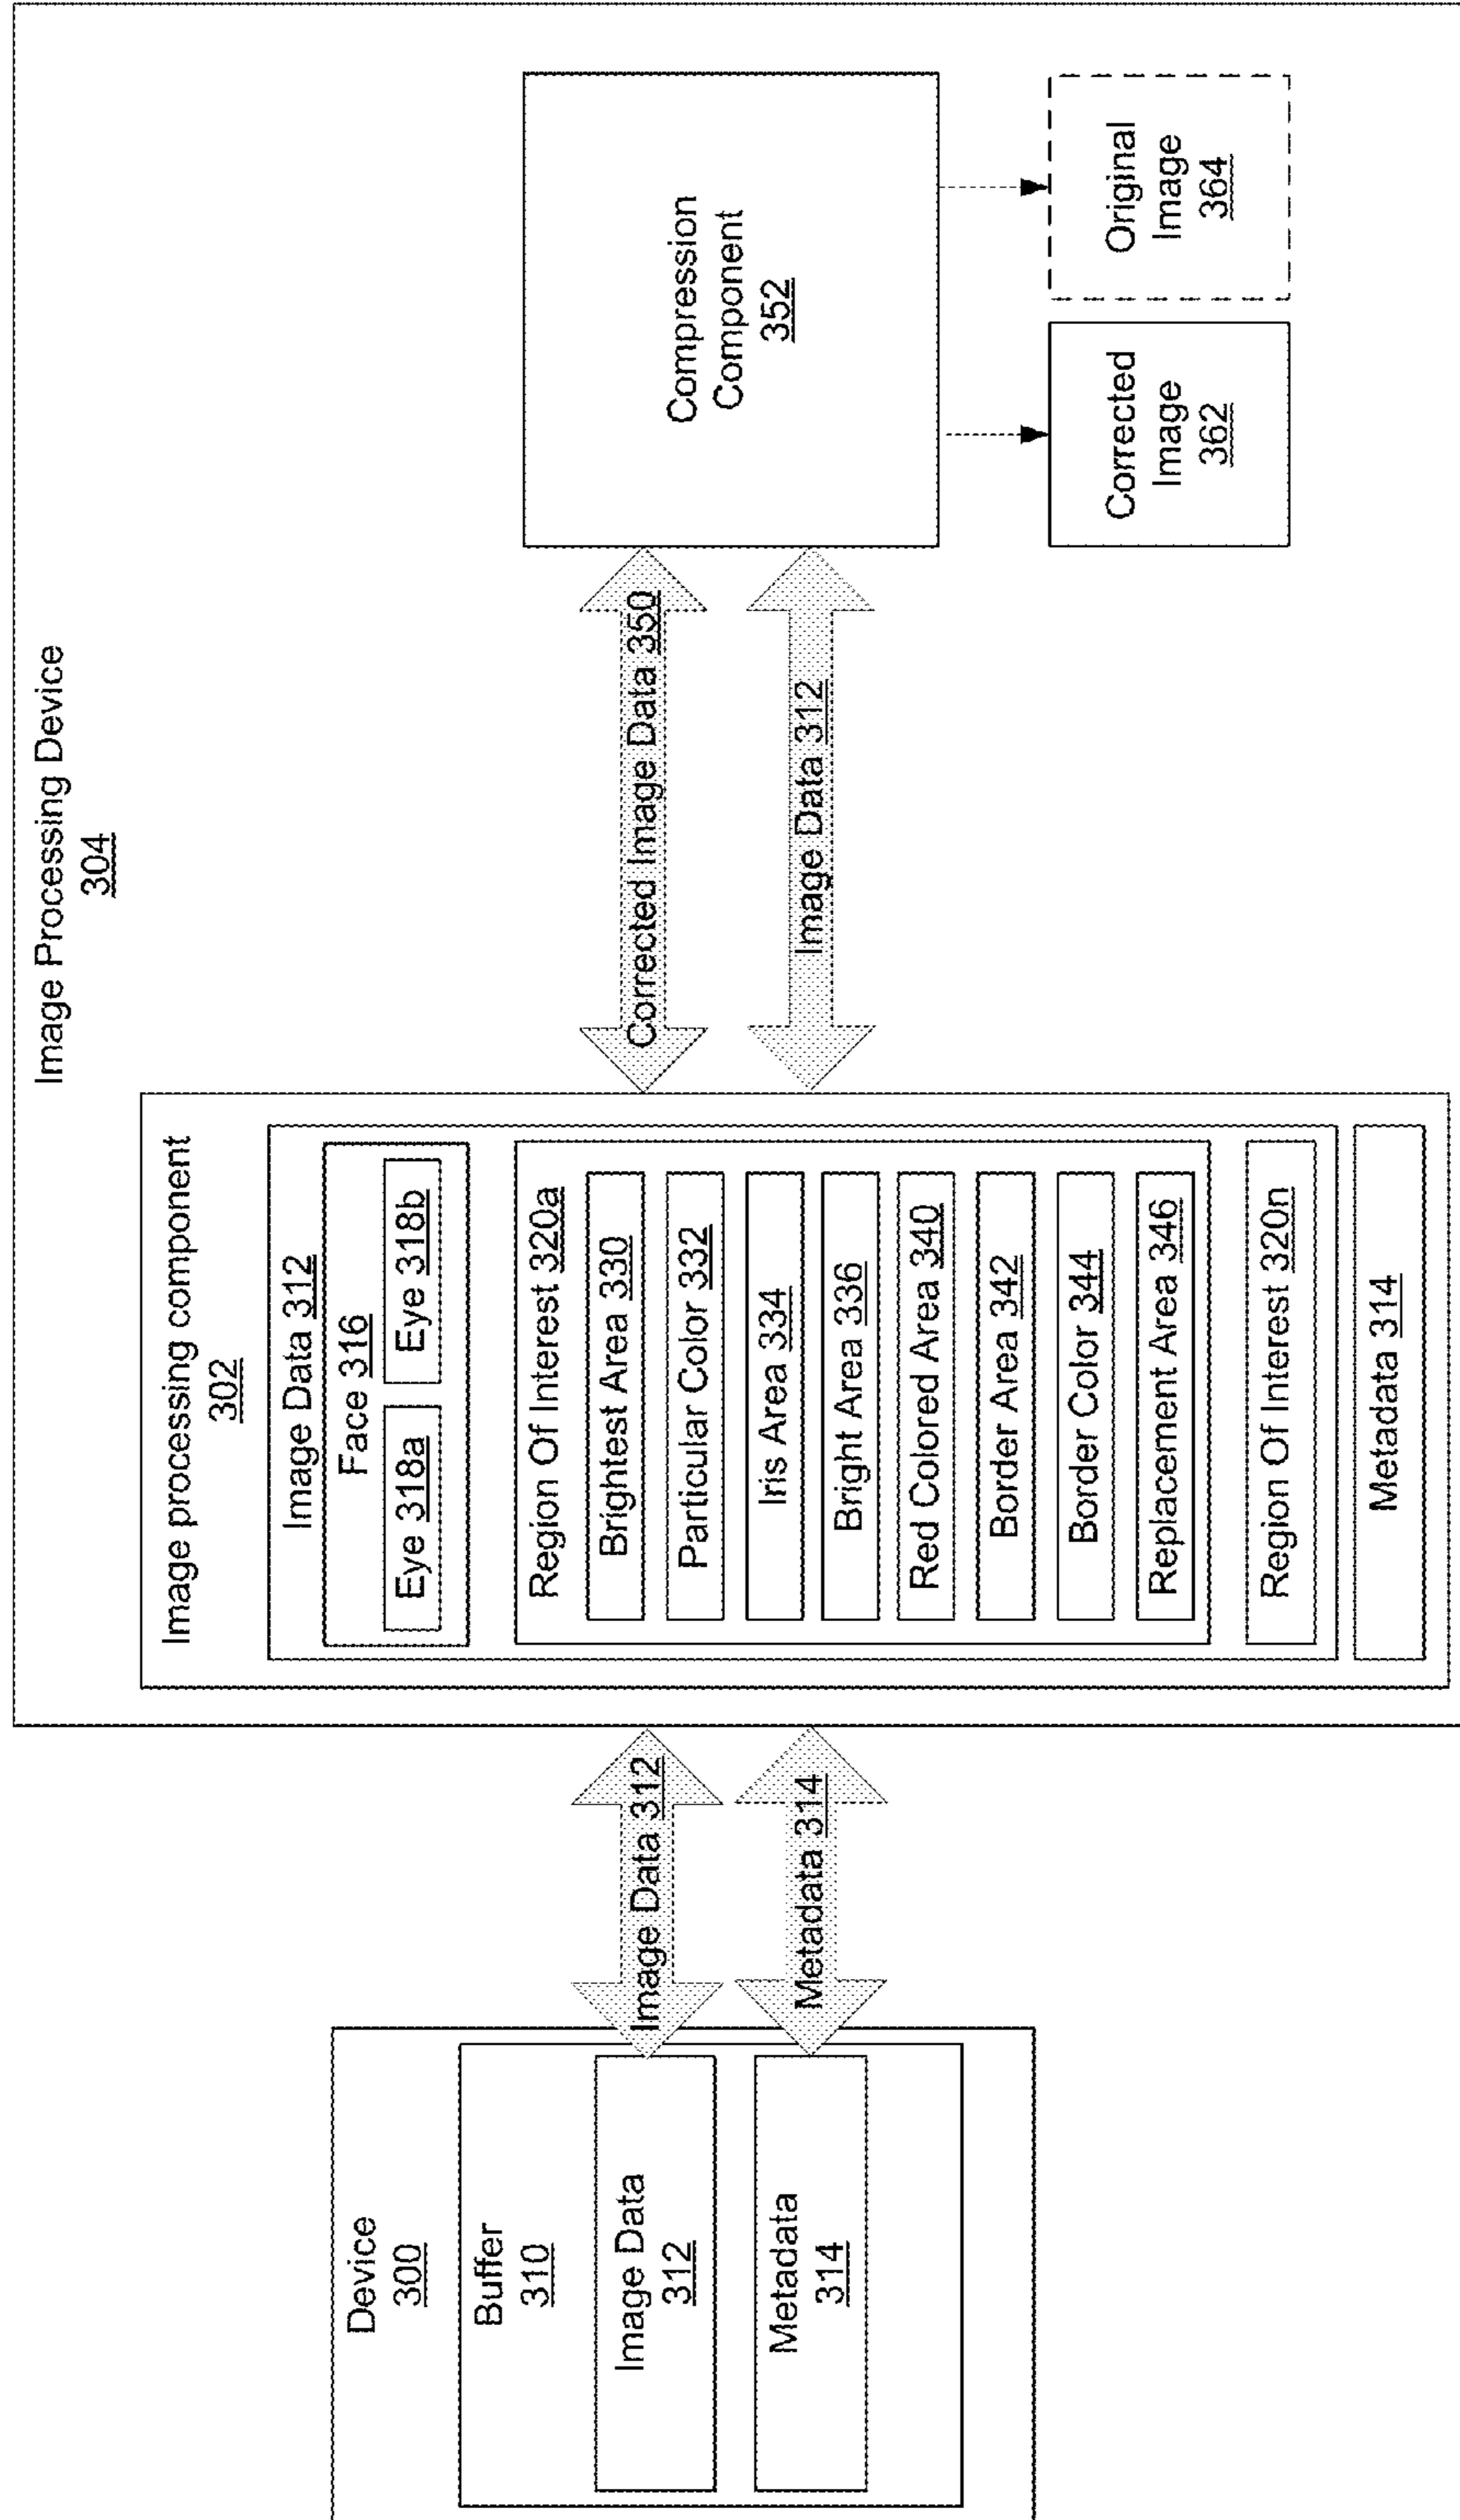 Device
300
Buffer
310
Image Data
312
Metadata
314
Image Data 312
Metadata 314
Image Processing Device
304
Image processing component
302
Image Data 312
Face 316
Eye 318a
Eye 318b
Region Of Interest 320a
Brightest Area 330
Particular Color 332
Iris Area 334
Bright Area 336
Red Colored Area 340
Border Area 342
Border Color 344
Replacement Area 346
Region Of Interest 320n
Metadata 314
Corrected Image Data 350
Image Data 312
Compression
Component
352
Corrected
Image
362
Original
Image
364